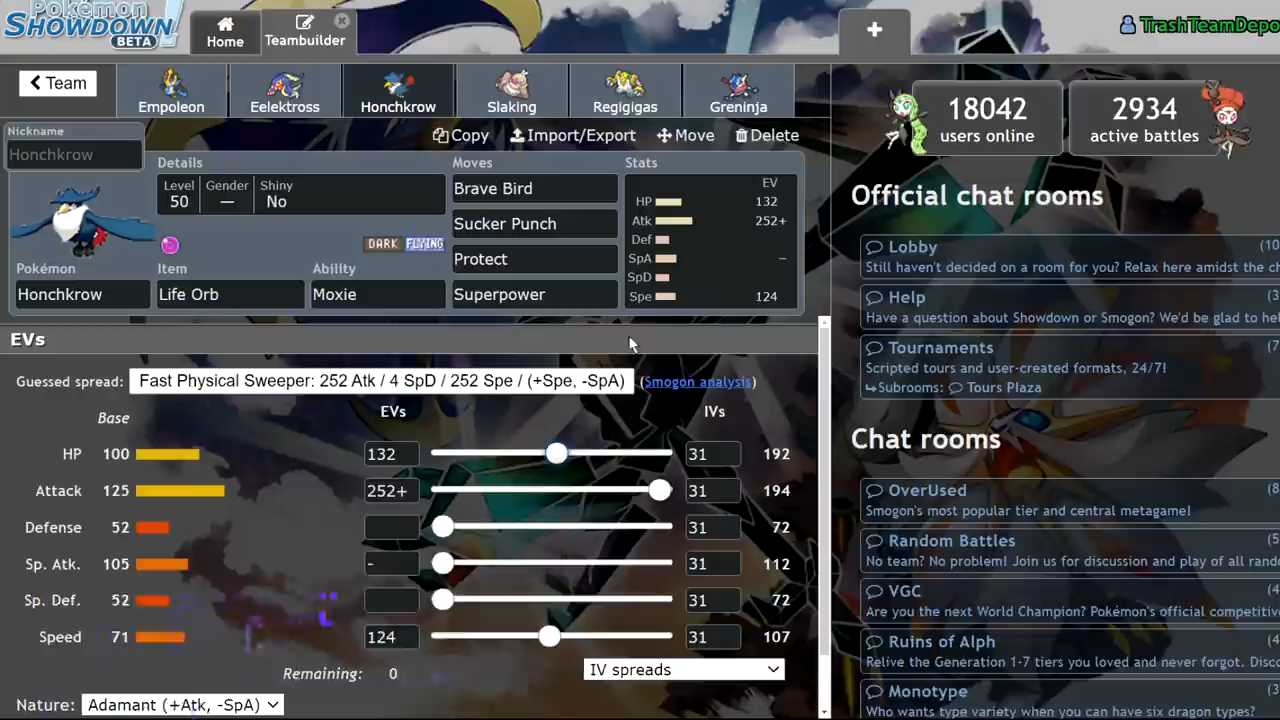 Pokémon
SHOWDOWN
BETA
Home
Teambuilder
+
TrashTeamDepo
Team
Empoleon
Eelektross
Honchkrow
Slaking
Regigigas
Greninja
18042
users online
2934
active battles
Nickname
Honchkrow
Copy
Import/Export
Move
Delete
Details
Moves
Stats
Level
50
Gender
—
Shiny
No
DARK FLYING
Pokémon
Honchkrow
Item
Life Orb
Ability
Moxie
Brave Bird
Sucker Punch
Protect
Superpower
EV
HP 132
Atk 252+
Def
SpA –
SpD
Spe 124
EVs
Guessed spread: Fast Physical Sweeper: 252 Atk / 4 SpD / 252 Spe / (+Spe, -SpA) (Smogon analysis)
Base EVs IVs
HP 100 132 31 192
Attack 125 252+ 31 194
Defense 52 31 72
Sp. Atk. 105 - 31 112
Sp. Def. 52 31 72
Speed 71 124 31 107
Remaining: 0
IV spreads
Nature: Adamant (+Atk, -SpA)
Official chat rooms
Lobby (10
Still haven't decided on a room for you? Relax here amidst the ch
Help (3
Have a question about Showdown or Smogon? We'd be glad to hel
Tournaments (7
Scripted tours and user-created formats, 24/7!
↳Subrooms: Tours Plaza
Chat rooms
OverUsed (8
Smogon's most popular tier and central metagame!
Random Battles (5
No team? No problem! Join us for discussion and play of all rand
VGC (4
Are you the next World Champion? Pokémon's official competitiv
Ruins of Alph (4
Relive the Generation 1-7 tiers you loved and never forgot. Disc
Monotype (3
Who wants type variety when you can have six dragon types?